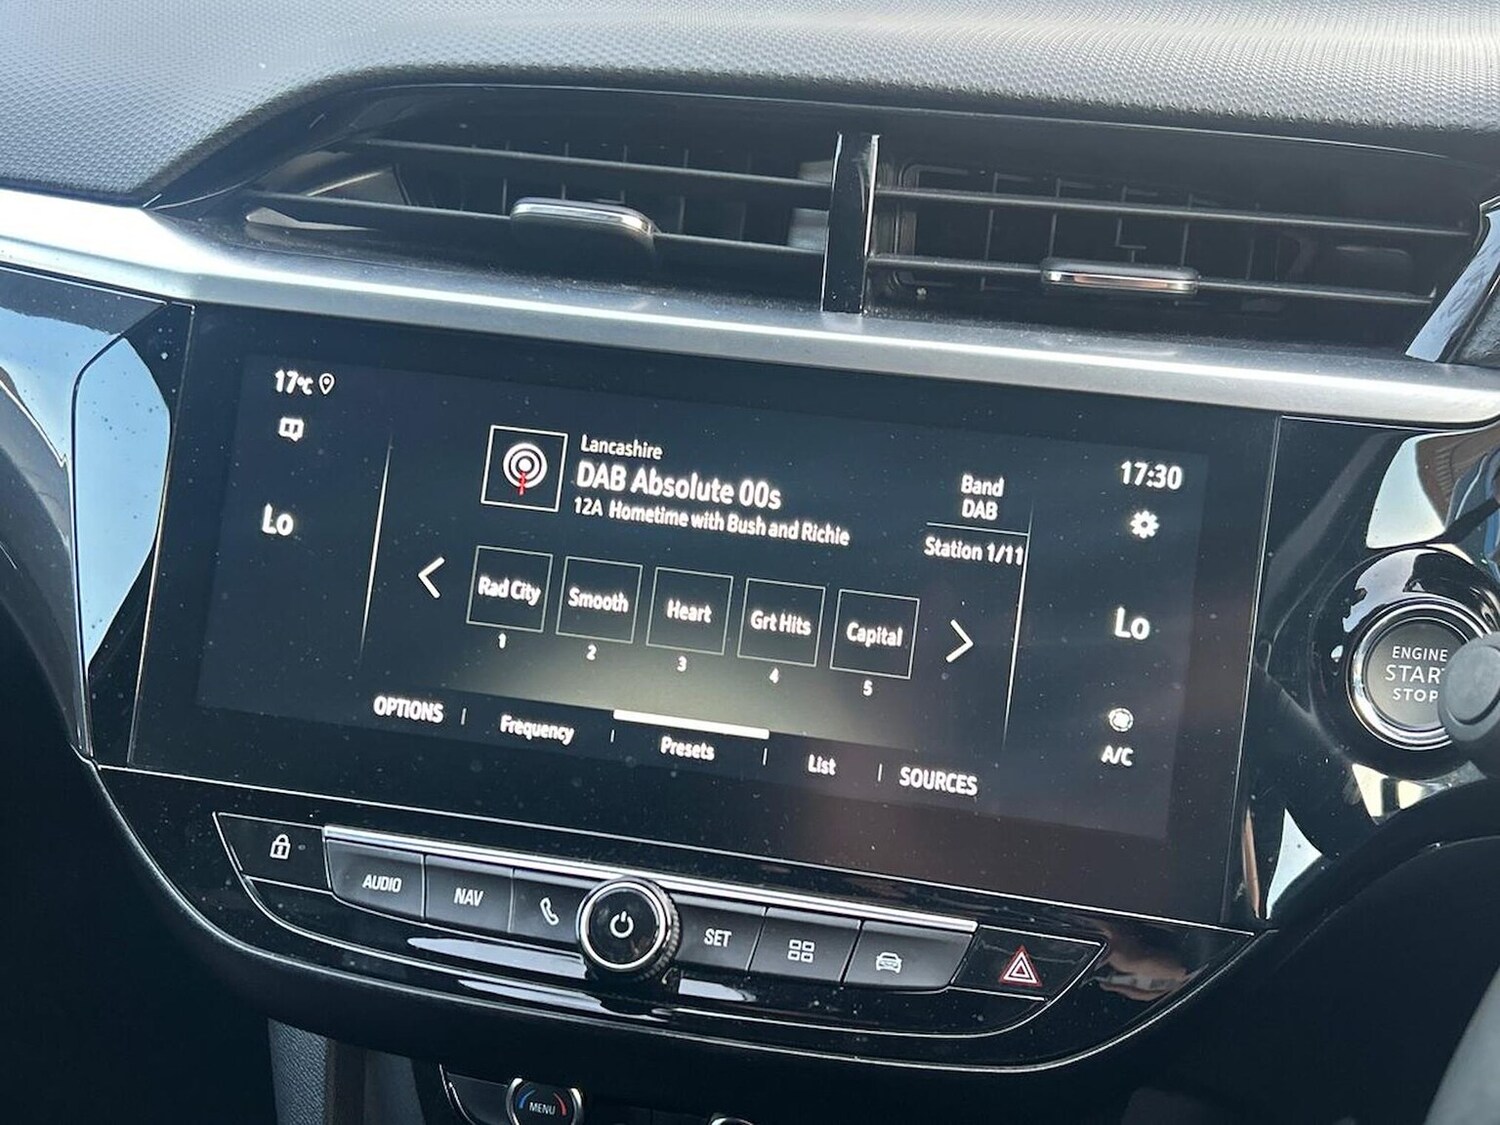 17°C
17:30
Lo
Lancashire
DAB Absolute 00s
12A Hometime with Bush and Richie
Band
DAB
Station 1/11
Rad City
Smooth
Heart
Grt Hits
Capital
1
2
3
4
5
Lo
A/C
OPTIONS
Frequency
Presets
List
SOURCES
ENGINE
START
STOP
AUDIO
NAV
SET
MENU